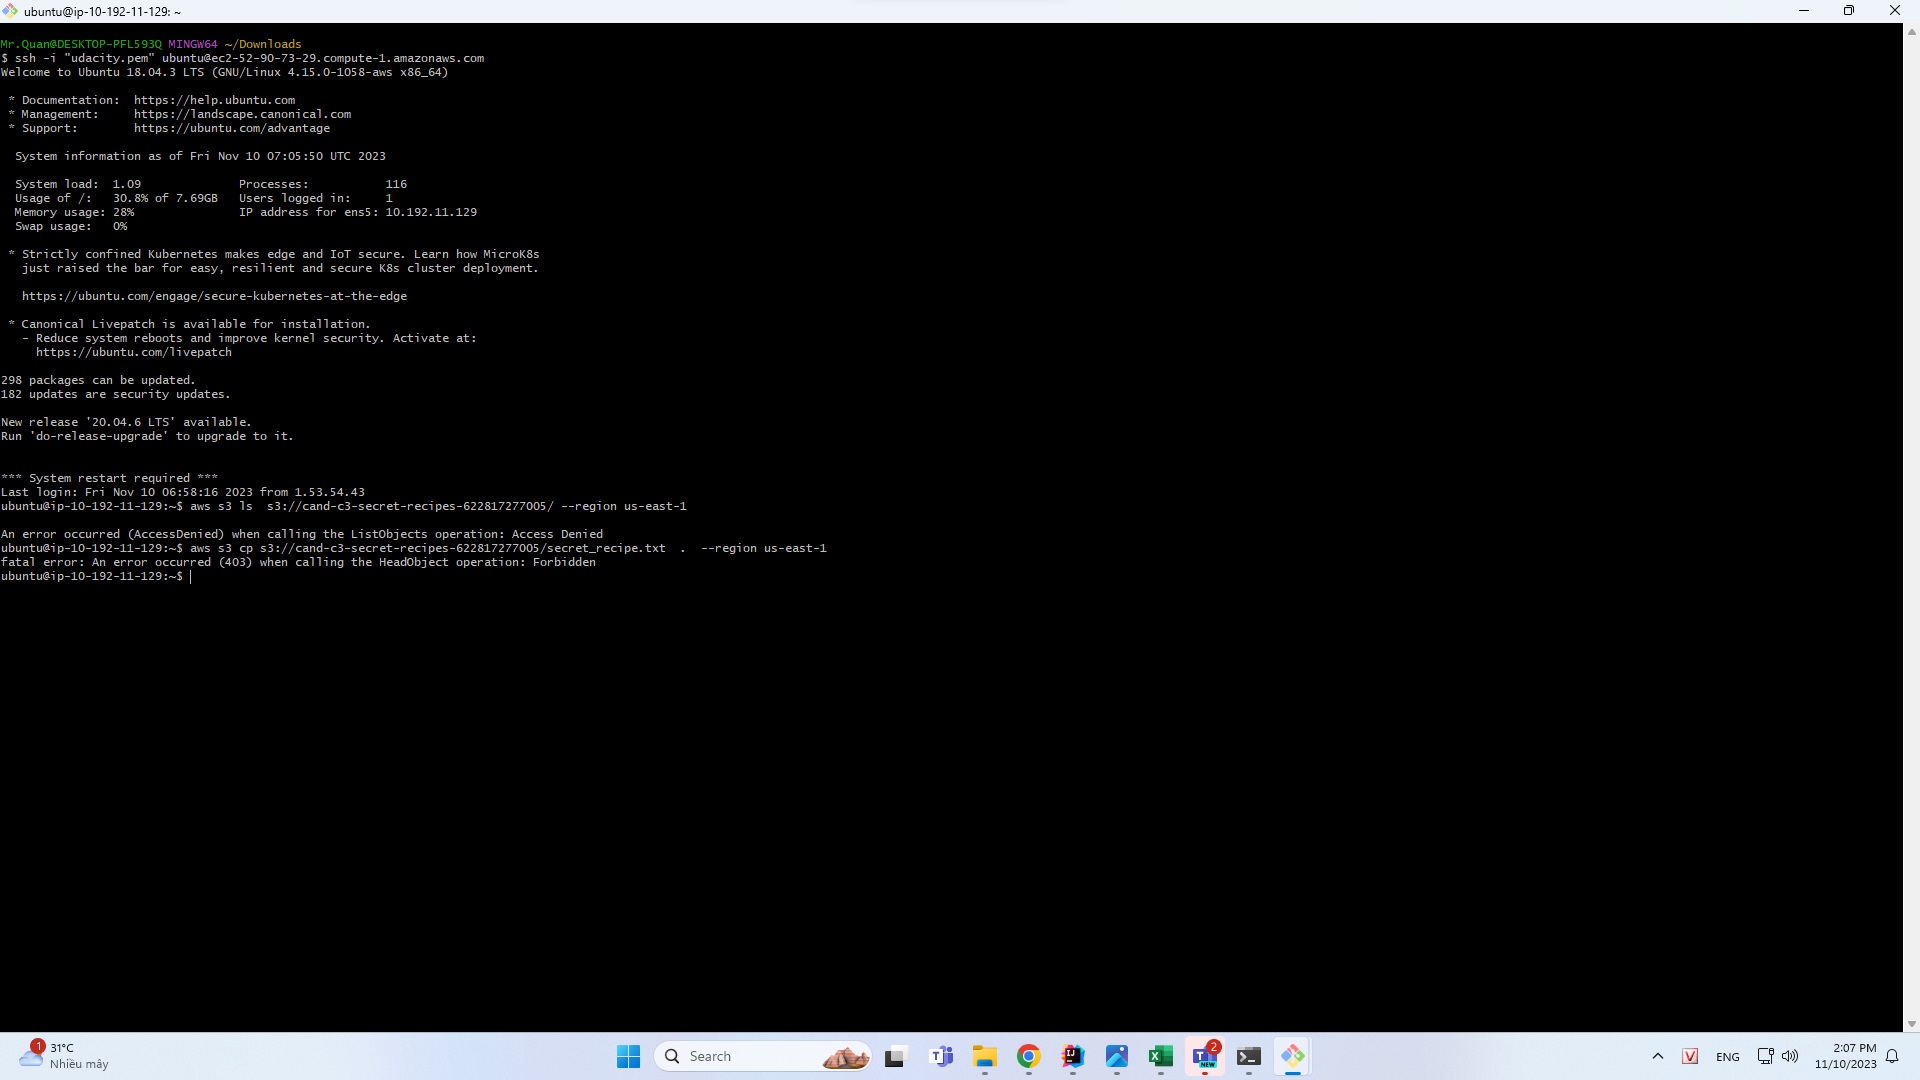 ubuntu@ip-10-192-11-129: ~
Mr.Quan@DESKTOP-PFL593Q MINGW64 ~/Downloads
$ ssh -i "udacity.pem" ubuntu@ec2-52-90-73-29.compute-1.amazonaws.com
Welcome to Ubuntu 18.04.3 LTS (GNU/Linux 4.15.0-1058-aws x86_64)
* Documentation:  https://help.ubuntu.com
* Management:     https://landscape.canonical.com
* Support:        https://ubuntu.com/advantage
System information as of Fri Nov 10 07:05:50 UTC 2023
System load:  1.09              Processes:           116
Usage of /:   30.8% of 7.69GB   Users logged in:     1
Memory usage: 28%               IP address for ens5: 10.192.11.129
Swap usage:   0%
* Strictly confined Kubernetes makes edge and IoT secure. Learn how MicroK8s
just raised the bar for easy, resilient and secure K8s cluster deployment.
https://ubuntu.com/engage/secure-kubernetes-at-the-edge
* Canonical Livepatch is available for installation.
- Reduce system reboots and improve kernel security. Activate at:
https://ubuntu.com/livepatch
298 packages can be updated.
182 updates are security updates.
New release '20.04.6 LTS' available.
Run 'do-release-upgrade' to upgrade to it.
*** System restart required ***
Last login: Fri Nov 10 06:58:16 2023 from 1.53.54.43
ubuntu@ip-10-192-11-129:~$ aws s3 ls  s3://cand-c3-secret-recipes-622817277005/ --region us-east-1
An error occurred (AccessDenied) when calling the ListObjects operation: Access Denied
ubuntu@ip-10-192-11-129:~$ aws s3 cp s3://cand-c3-secret-recipes-622817277005/secret_recipe.txt  .  --region us-east-1
fatal error: An error occurred (403) when calling the HeadObject operation: Forbidden
ubuntu@ip-10-192-11-129:~$
1
31°C
Nhiều mây
Search
2
NEW
ENG
2:07 PM
11/10/2023